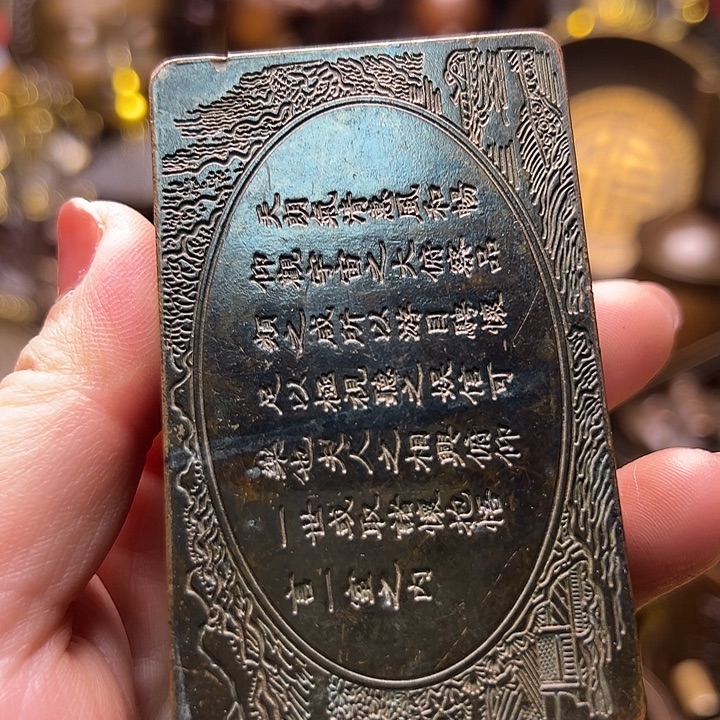 天朗氣清惠風和暢
仰觀宇宙之大俯察品
類之盛所以游目騁懷
足以極視聽之娛信可
樂也夫人之相與俯仰
一世或取諸懷抱悟
言一室之内